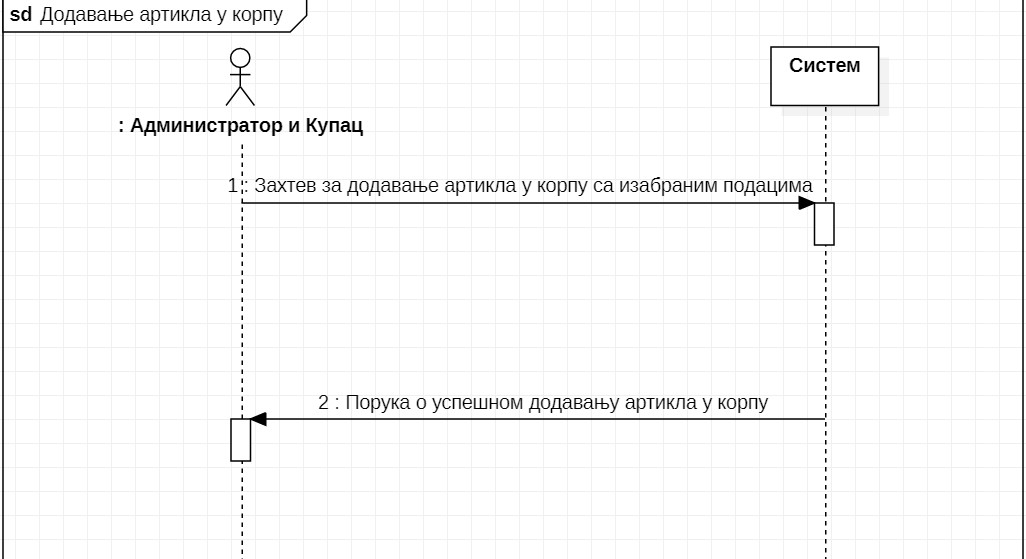 sd Додавање артикла у корпу
Систем
: Администратор и Купац
1 : Захтев за додавање артикла у корпу са изабраним подацима
2 : Порука о успешном додавању артикла у корпу